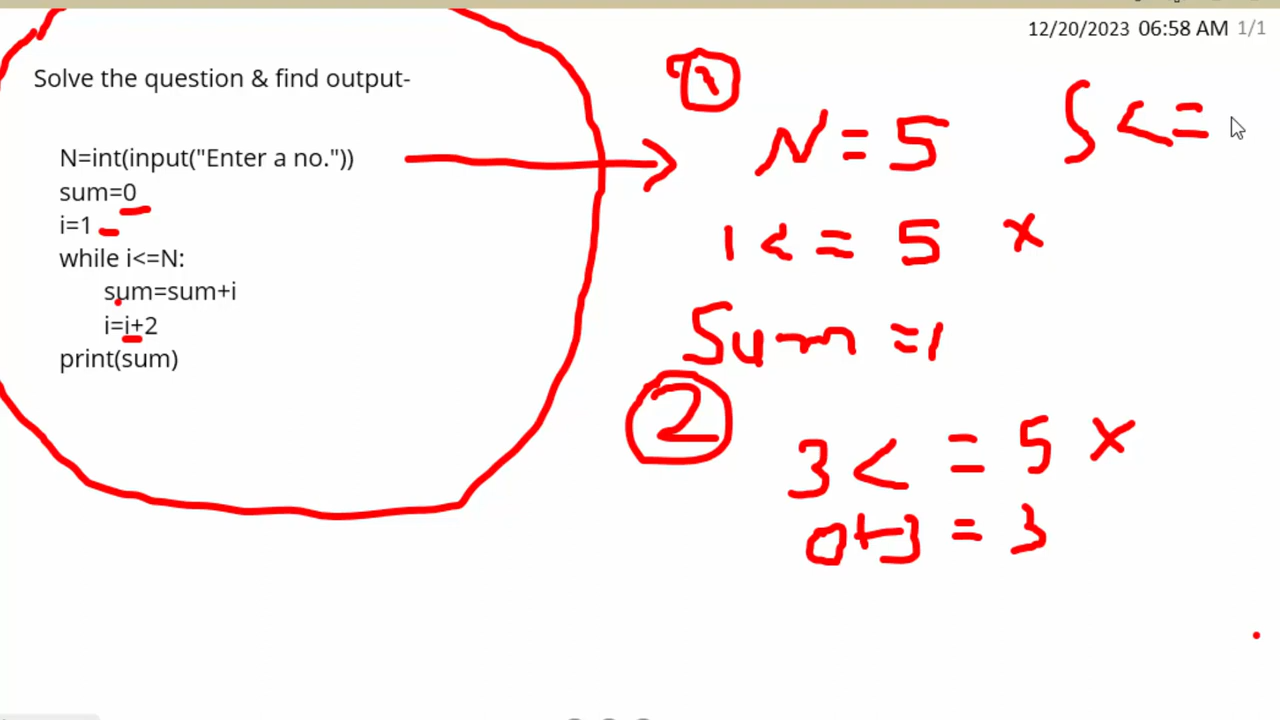 12/20/2023 06:58 AM 1/1
Solve the question & find output-
N=int(input("Enter a no."))
sum=0
i=1
while i<=N:
sum=sum+i
i=i+2
print(sum)
1
N = 5
1 <= 5 x
Sum = 1
2
3 <= 5 x
0+3 = 3
5 <=